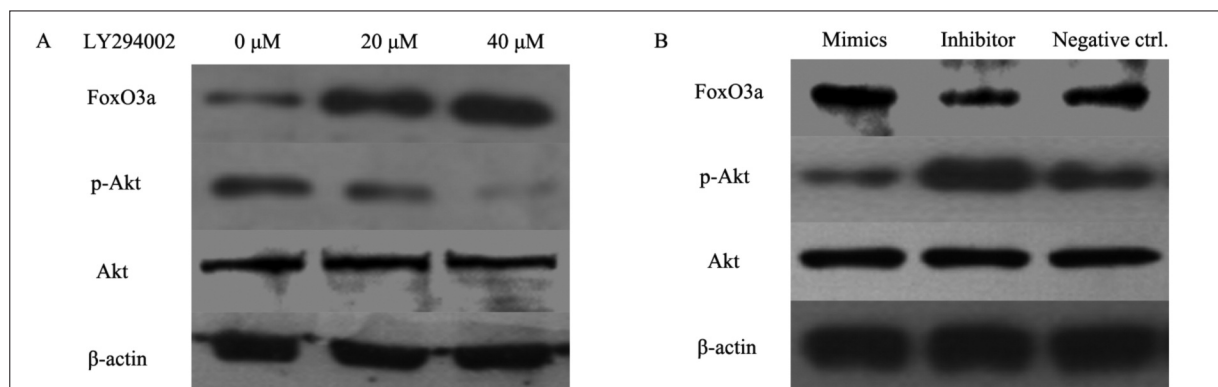 A LY294002 0 μM 20 μM 40 μM
FoxO3a
p-Akt
Akt
β-actin
B Mimics Inhibitor Negative ctrl.
FoxO3a
p-Akt
Akt
β-actin